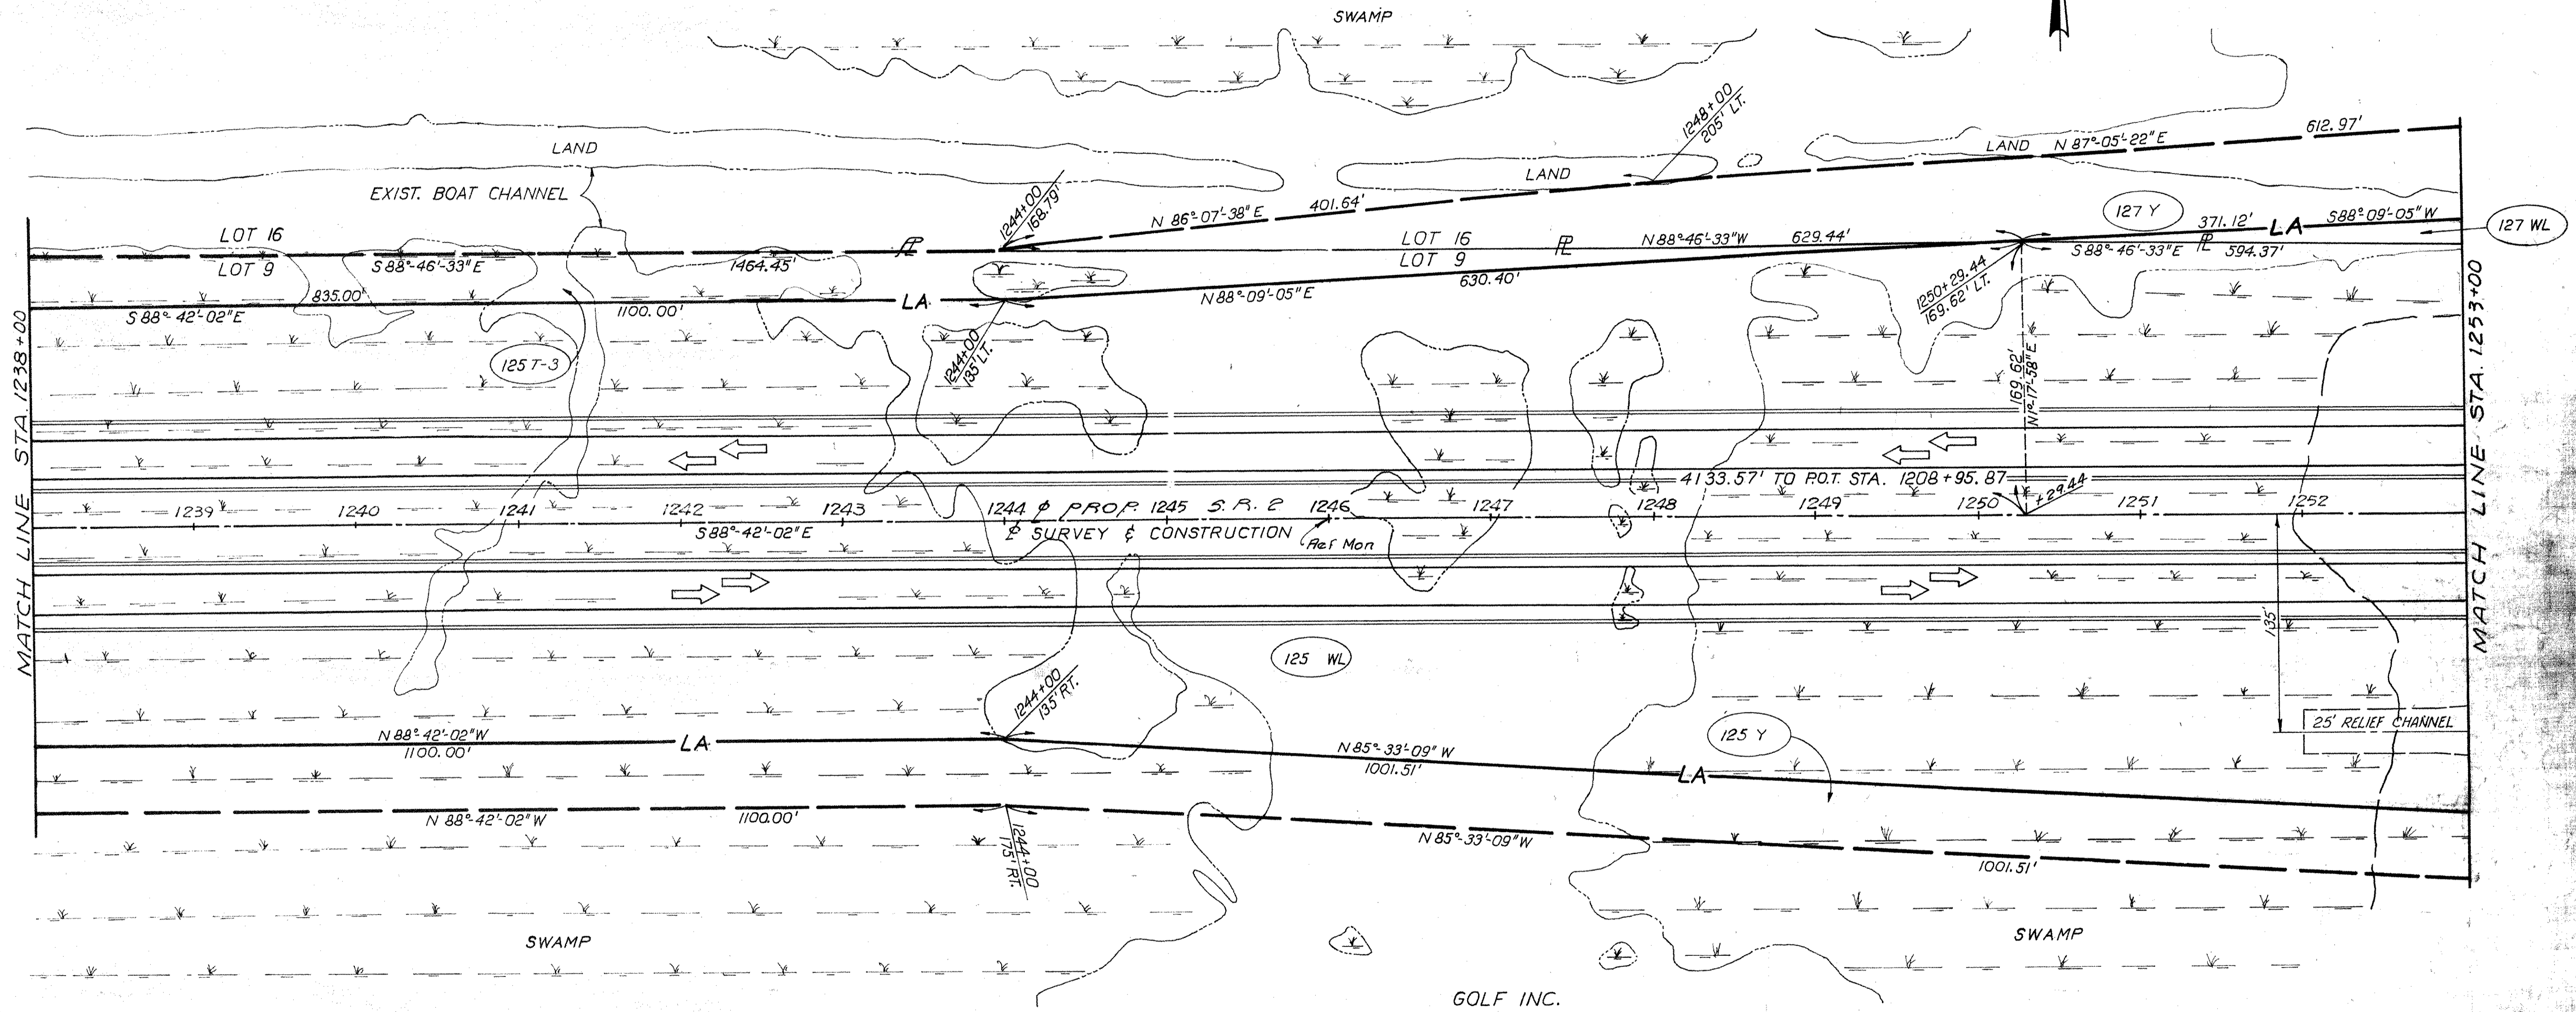 SWAMP
1248+00
205' LT.
612.97'
LAND
LAND N 87°-05'-22" E
LAND
EXIST. BOAT CHANNEL
1244+00
168.79'
N 86°-07'-38" E
401.64'
127 Y
371.12'
LA
S88°-09'-05" W
127 WL
LOT 16
LOT 9
S 88°-46'-33" E
1464.45'
PL
LOT 16
LOT 9
PL
N88°-46'-33"W
629.44'
S 88°-46'-33" E
PL
594.37'
835.00'
S 88°-42'-02" E
1100.00'
LA
N88°-09'-05" E
630.40'
1250+29.44
169.62' LT.
MATCH LINE STA. 1238+00
125 T-3
1244+00
135' LT.
169.62'
N1°-17'-58"E
MATCH LINE STA. 1253+00
4133.57' TO P.O.T. STA. 1208+95.87
+29.44
1239 1240 1241 1242 1243 1244 ₵ PROP. 1245 S.R. 2 1246 1247 1248 1249 1250 1251 1252
S88°-42'-02"E
₵ SURVEY & CONSTRUCTION
Ref Mon
135'
125 WL
1244+00
135' RT.
25' RELIEF CHANNEL
N 88°-42'-02"W
1100.00'
LA
N 85°-33'-09" W
1001.51'
125 Y
LA
N 88°-42'-02"W
1100.00'
1244+00
175' RT.
N 85°-33'-09"W
1001.51'
SWAMP
SWAMP
GOLF INC.